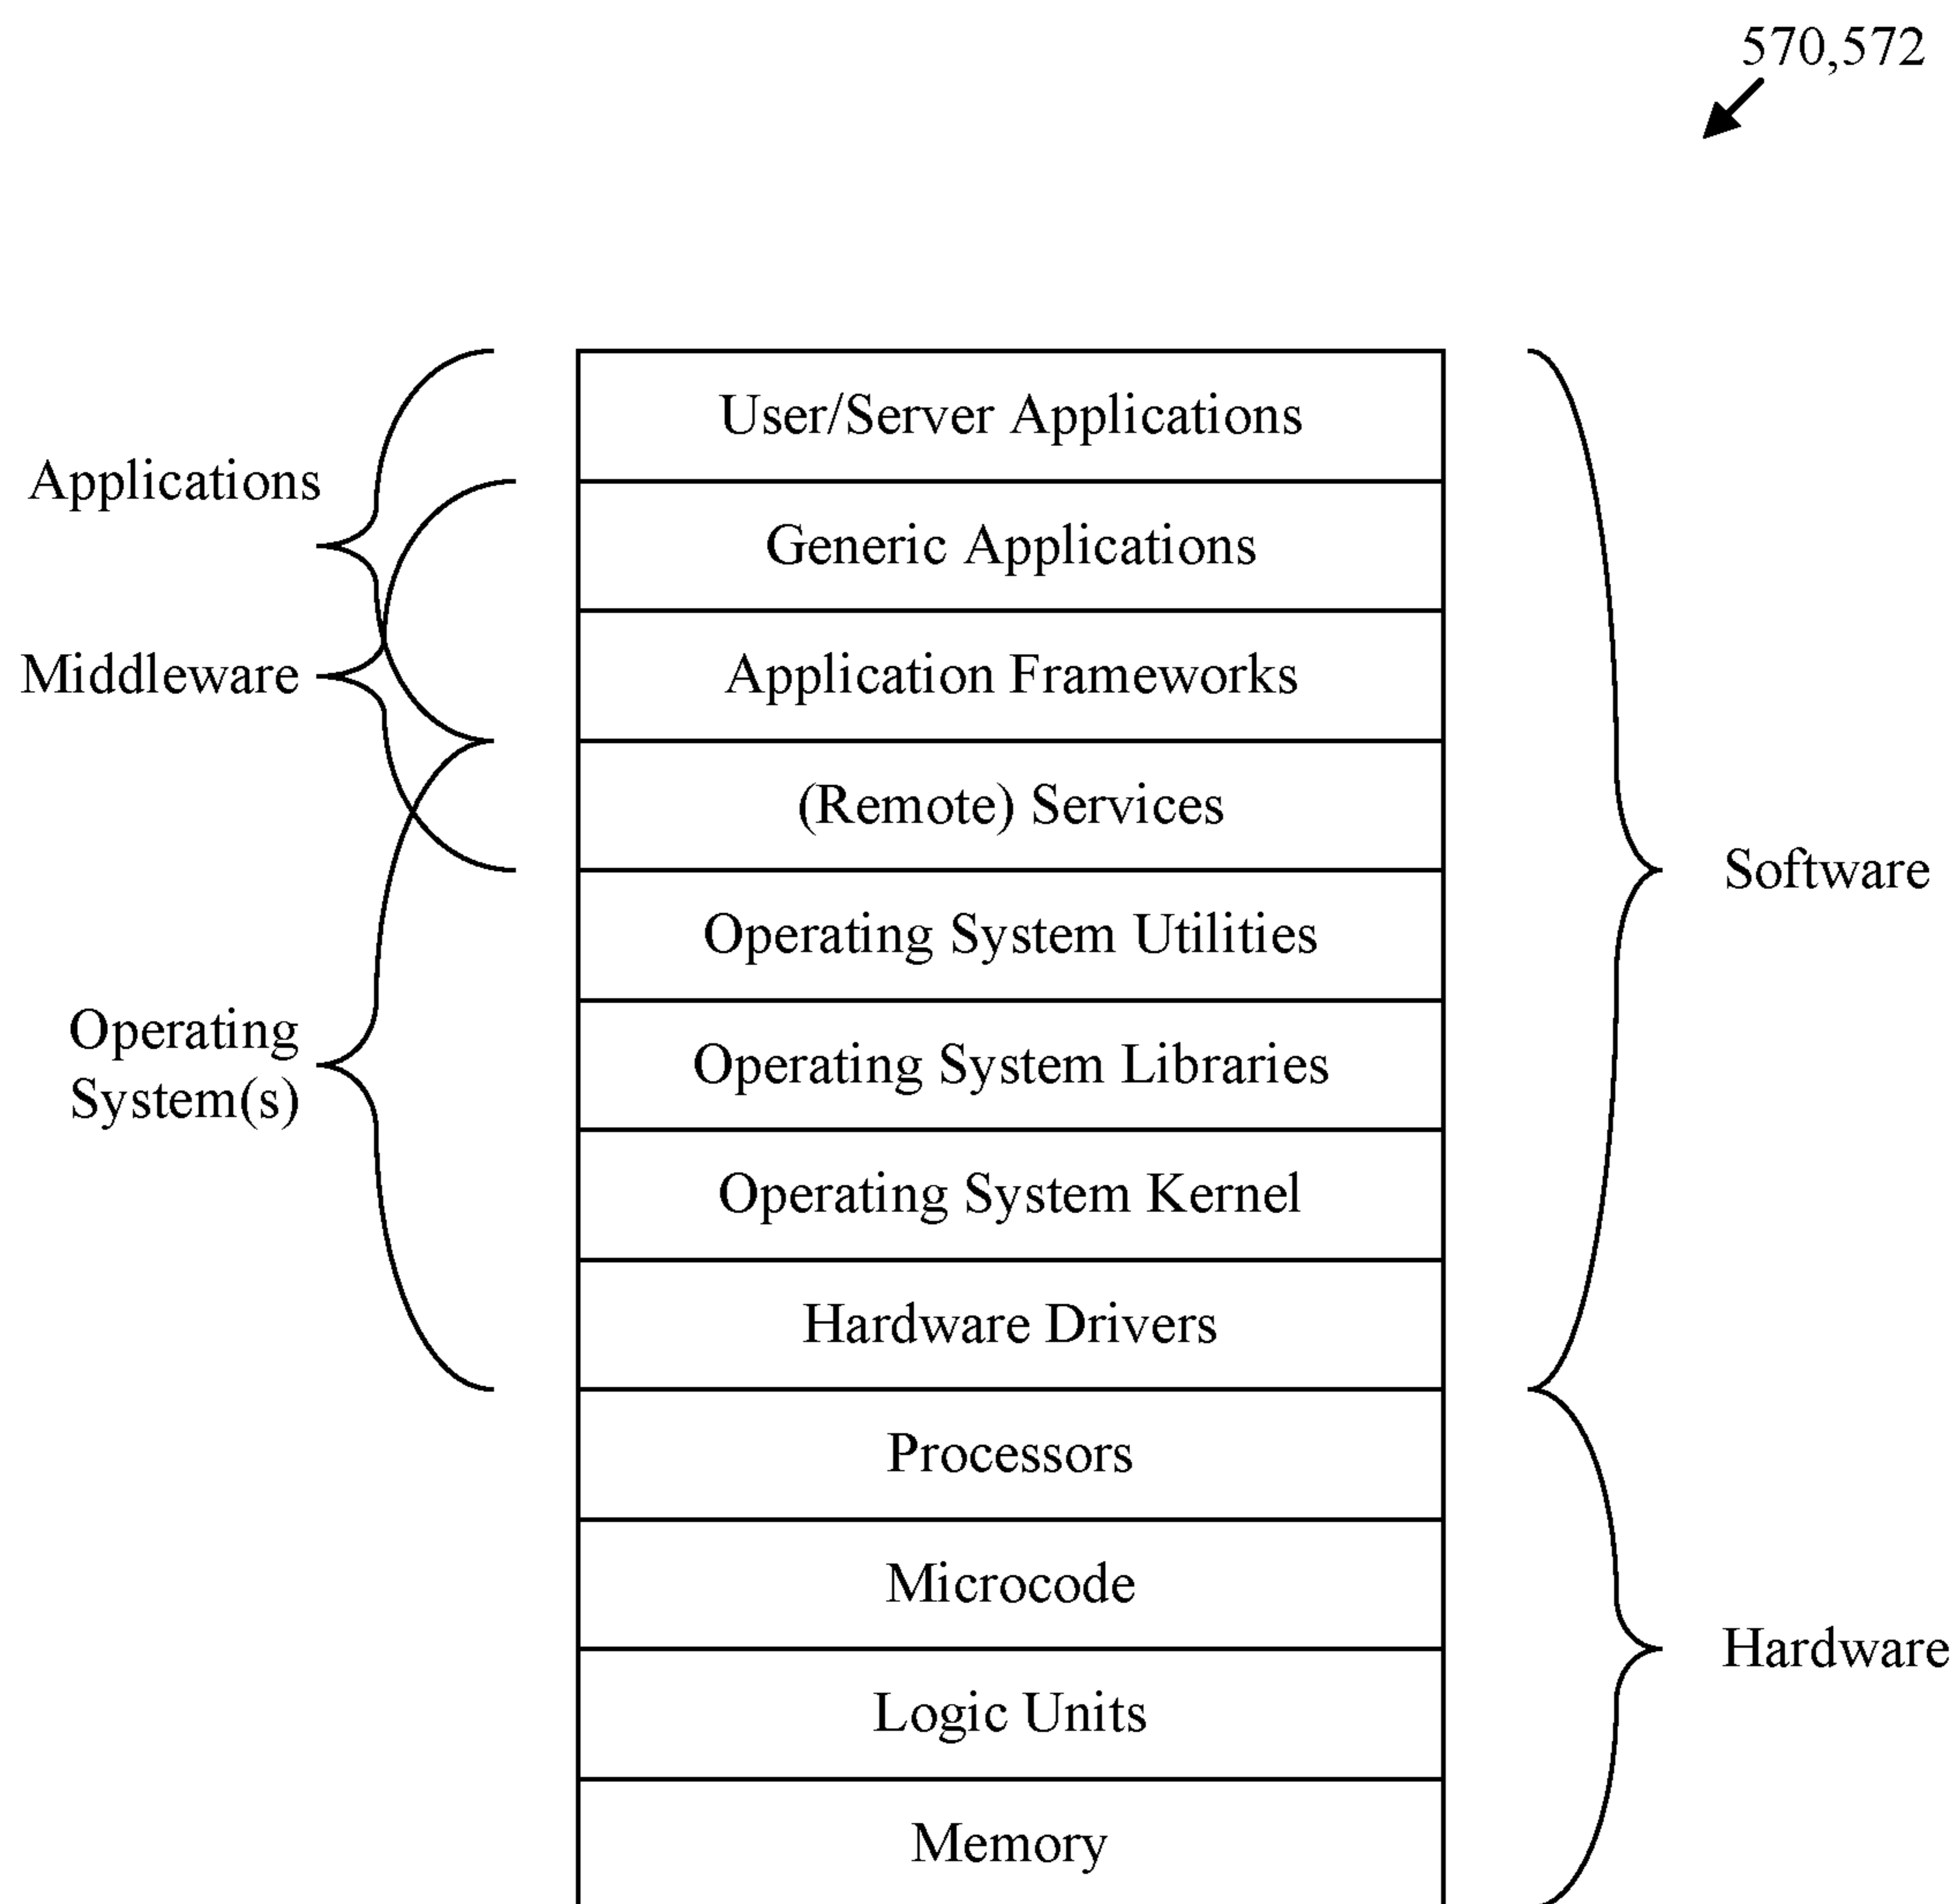 570,572
User/Server Applications
Applications
Generic Applications
Middleware
Application Frameworks
(Remote) Services
Software
Operating System Utilities
Operating
System(s)
Operating System Libraries
Operating System Kernel
Hardware Drivers
Processors
Microcode
Hardware
Logic Units
Memory